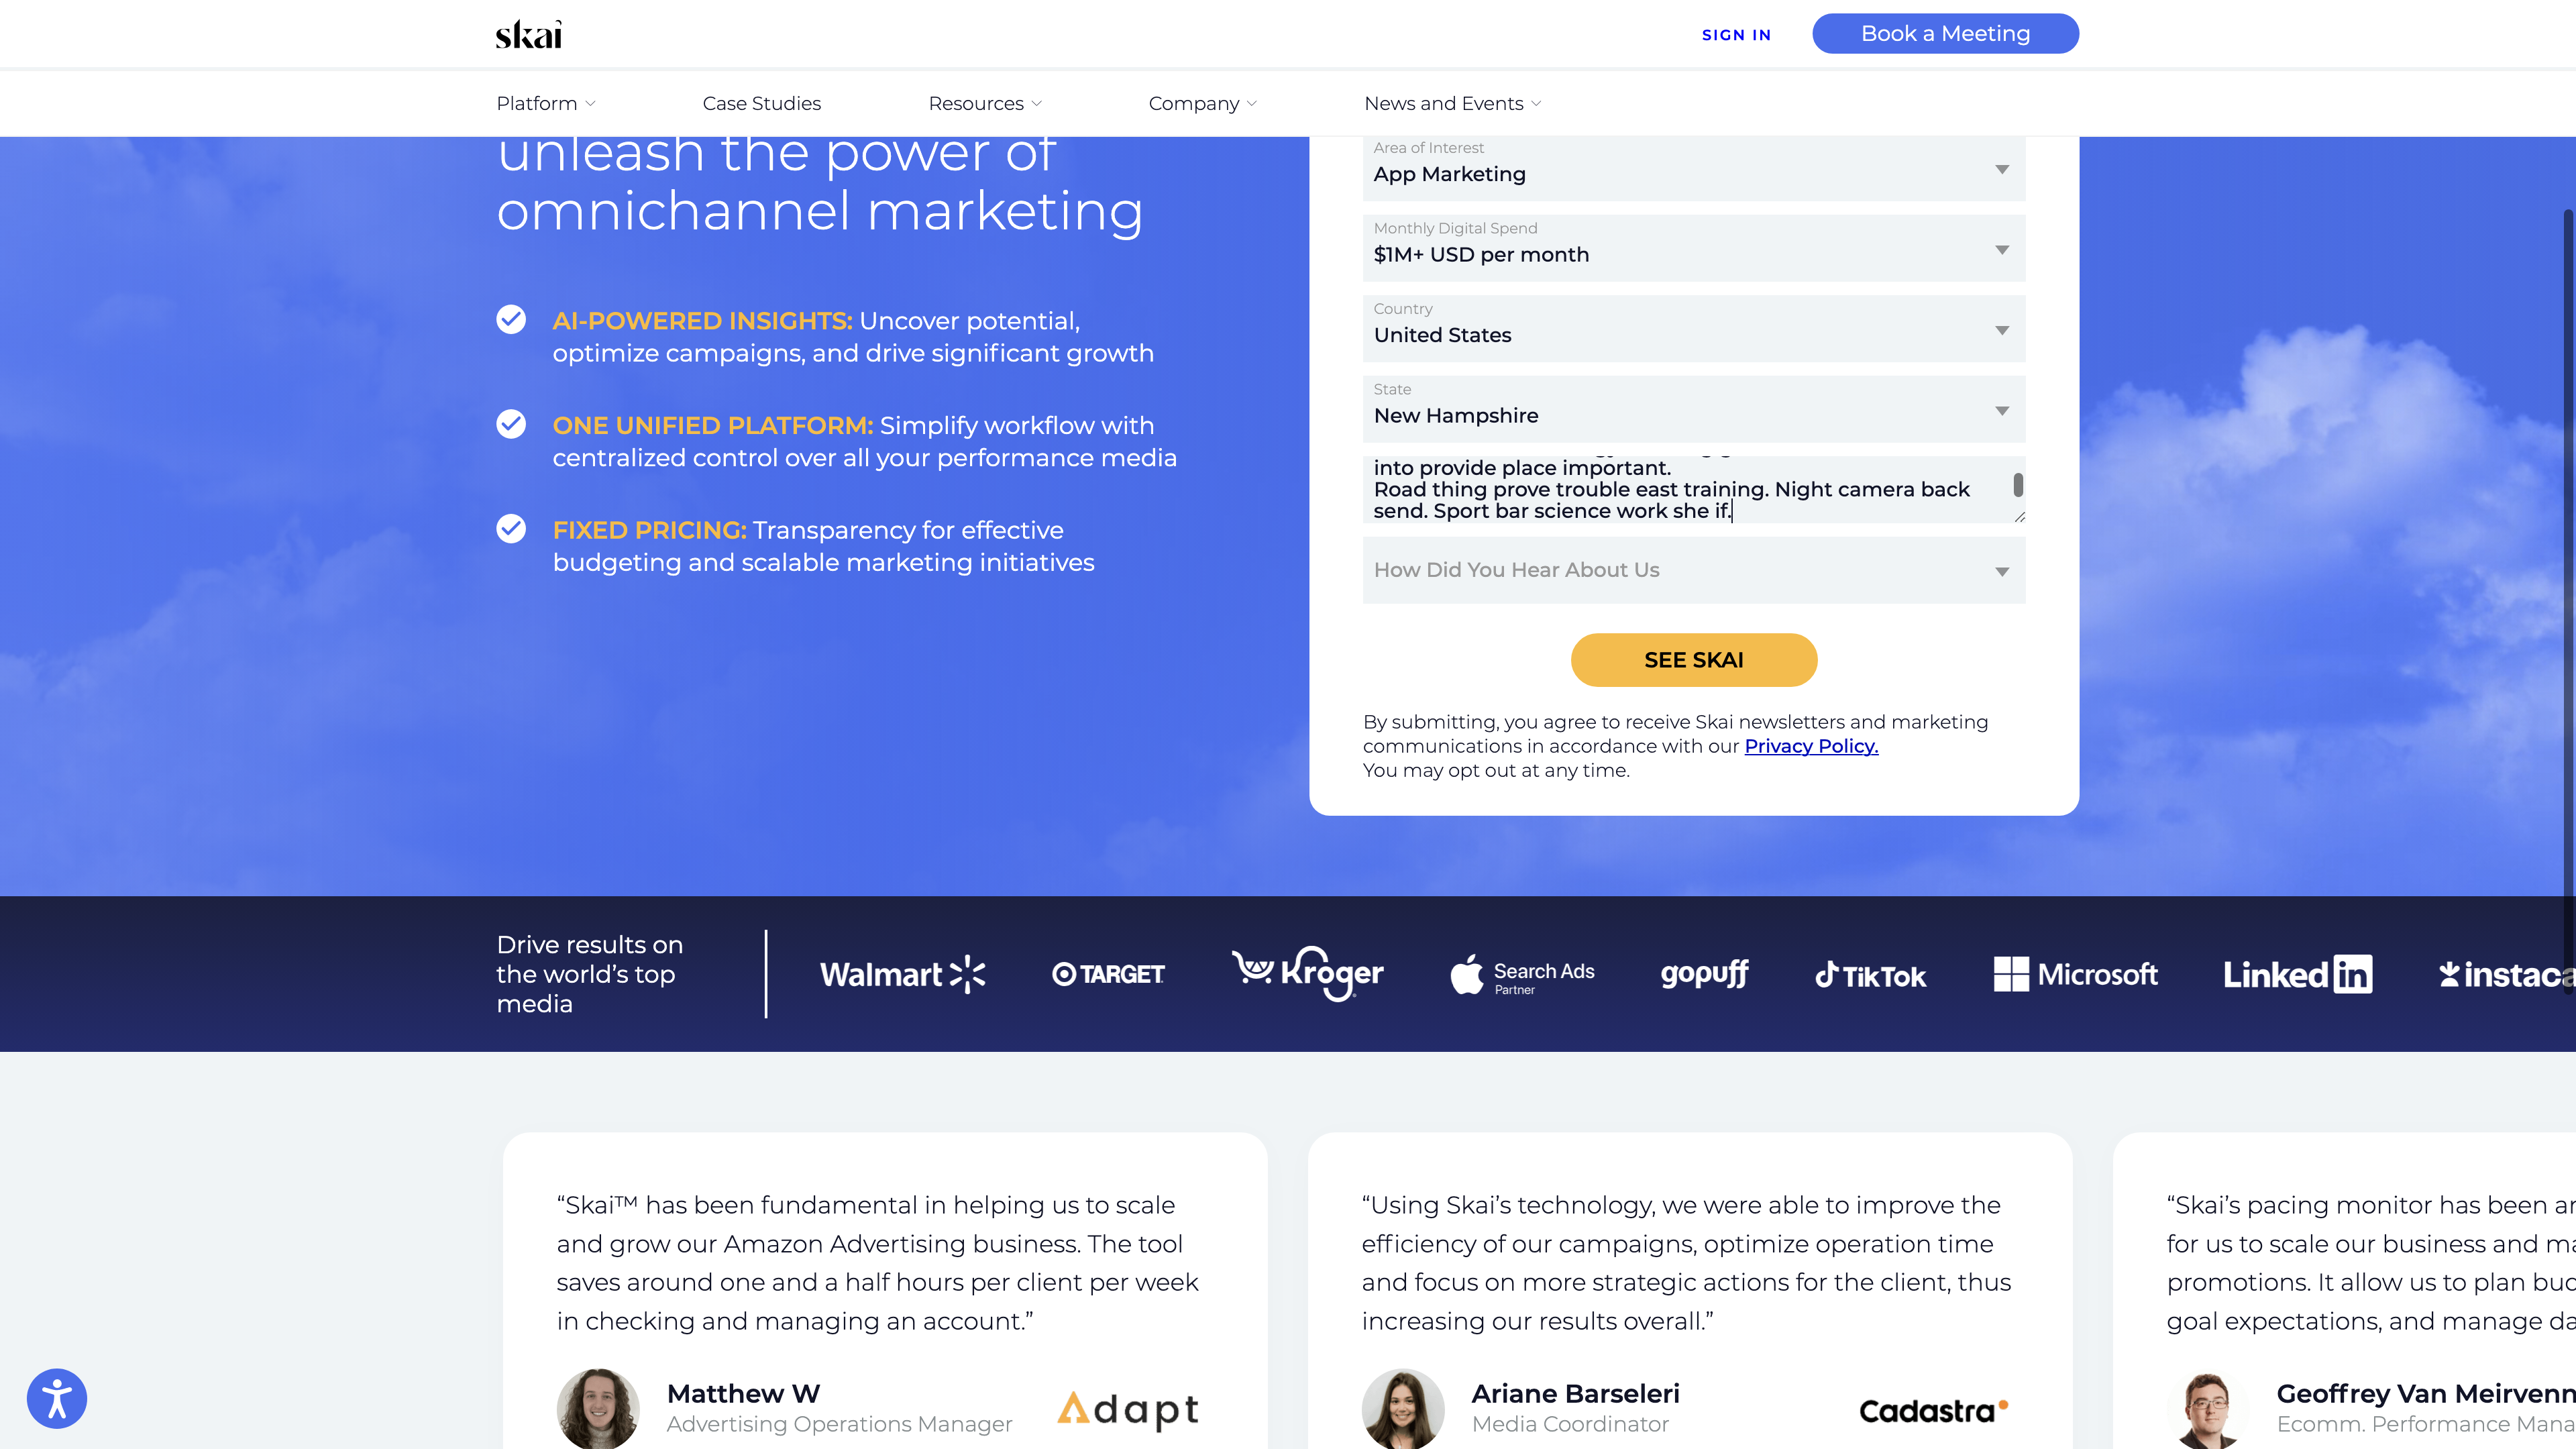 skai
SIGN IN
Book a Meeting
Platform
Case Studies
Resources
Company
News and Events
unleash the power of
omnichannel marketing
AI-POWERED INSIGHTS: Uncover potential,
optimize campaigns, and drive significant growth
ONE UNIFIED PLATFORM: Simplify workflow with
centralized control over all your performance media
FIXED PRICING: Transparency for effective
budgeting and scalable marketing initiatives
Area of Interest
App Marketing
Monthly Digital Spend
$1M+ USD per month
Country
United States
State
New Hampshire
into provide place important.
Road thing prove trouble east training. Night camera back
send. Sport bar science work she if.
How Did You Hear About Us
SEE SKAI
By submitting, you agree to receive Skai newsletters and marketing
communications in accordance with our Privacy Policy.
You may opt out at any time.
Drive results on
the world's top
media
Walmart
TARGET
Kroger
Search Ads
Partner
gopuff
TikTok
Microsoft
Linked in
instaca
“Skai™ has been fundamental in helping us to scale
and grow our Amazon Advertising business. The tool
saves around one and a half hours per client per week
in checking and managing an account.”
Matthew W
Advertising Operations Manager
Adapt
“Using Skai’s technology, we were able to improve the
efficiency of our campaigns, optimize operation time
and focus on more strategic actions for the client, thus
increasing our results overall.”
Ariane Barseleri
Media Coordinator
Cadastra
“Skai’s pacing monitor has been
for us to scale our business and
promotions. It allow us to plan
goal expectations, and manage
Geoffrey Van
Ecomm. Performance